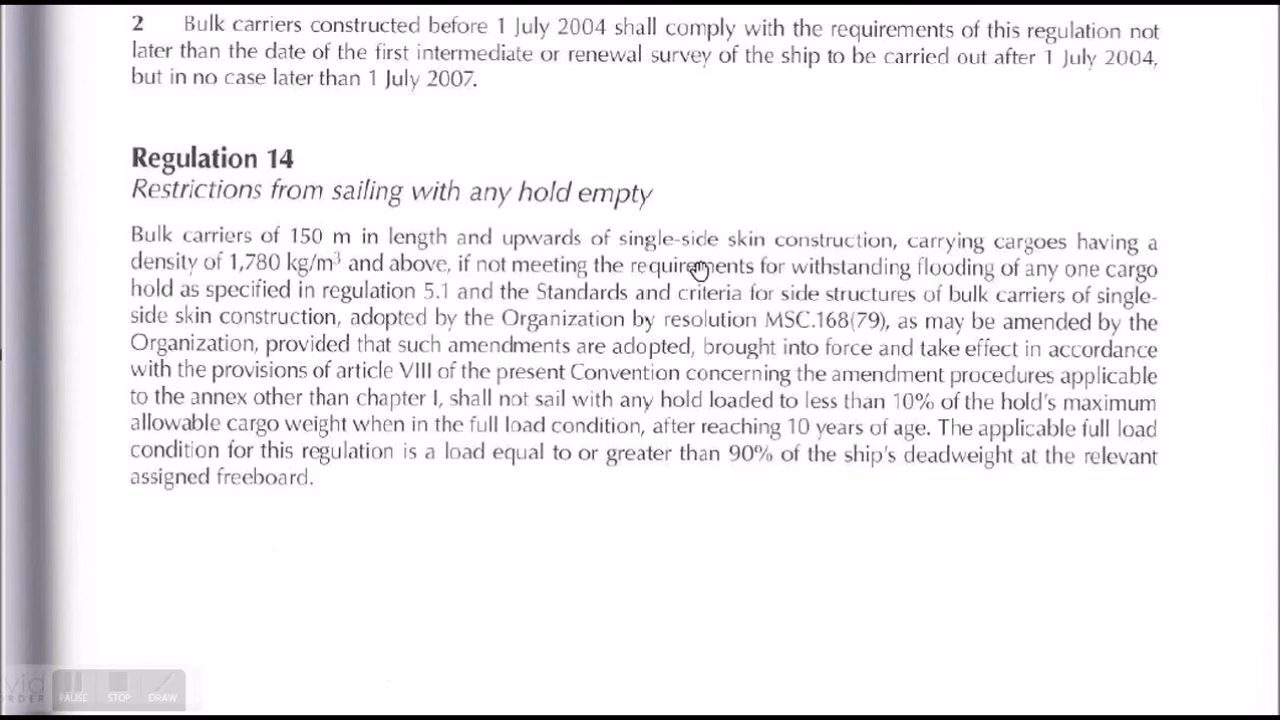 2 Bulk carriers constructed before 1 July 2004 shall comply with the requirements of this regulation not
later than the date of the first intermediate or renewal survey of the ship to be carried out after 1 July 2004,
but in no case later than 1 July 2007.
Regulation 14
Restrictions from sailing with any hold empty
Bulk carriers of 150 m in length and upwards of single-side skin construction, carrying cargoes having a
density of 1,780 kg/m³ and above, if not meeting the requirements for withstanding flooding of any one cargo
hold as specified in regulation 5.1 and the Standards and criteria for side structures of bulk carriers of single-
side skin construction, adopted by the Organization by resolution MSC.168(79), as may be amended by the
Organization, provided that such amendments are adopted, brought into force and take effect in accordance
with the provisions of article VIII of the present Convention concerning the amendment procedures applicable
to the annex other than chapter I, shall not sail with any hold loaded to less than 10% of the hold's maximum
allowable cargo weight when in the full load condition, after reaching 10 years of age. The applicable full load
condition for this regulation is a load equal to or greater than 90% of the ship's deadweight at the relevant
assigned freeboard.
PAUSE STOP DRAW